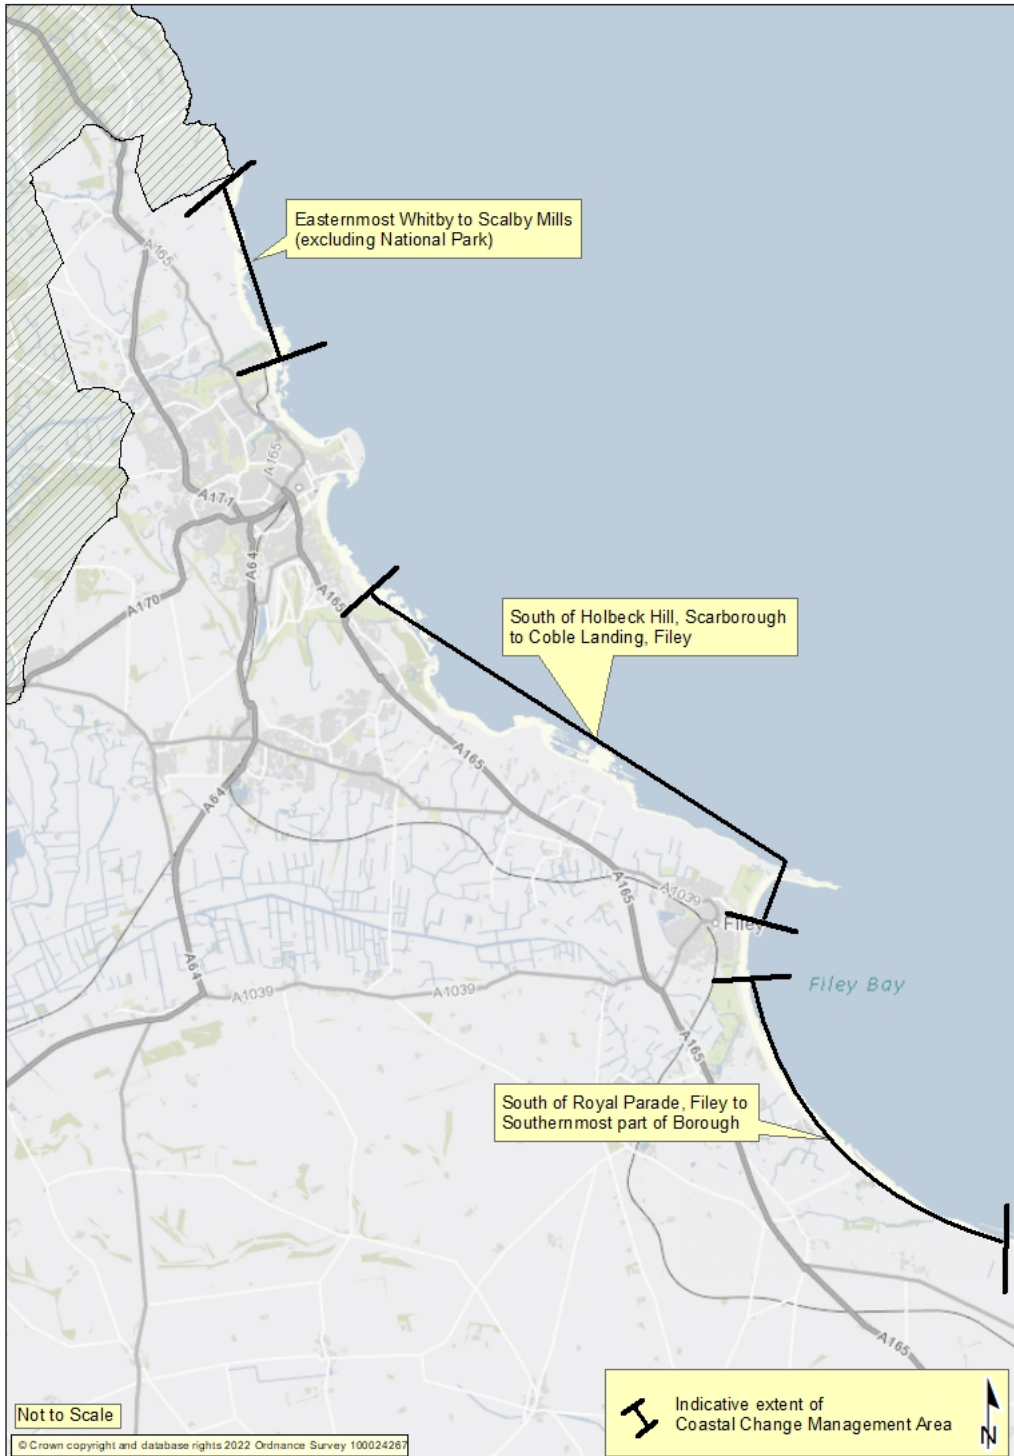 Easternmost Whitby to Scalby Mills
(excluding National Park)
A165
A165
A171
A64
A170
A165
South of Holbeck Hill, Scarborough
to Coble Landing, Filey
A165
A64
A165
A1039
Filey
A64
A1039
A1039
Filey Bay
A165
South of Royal Parade, Filey to
Southernmost part of Borough
A165
Indicative extent of
Coastal Change Management Area
N
Not to Scale
© Crown copyright and database rights 2022 Ordnance Survey 100024267